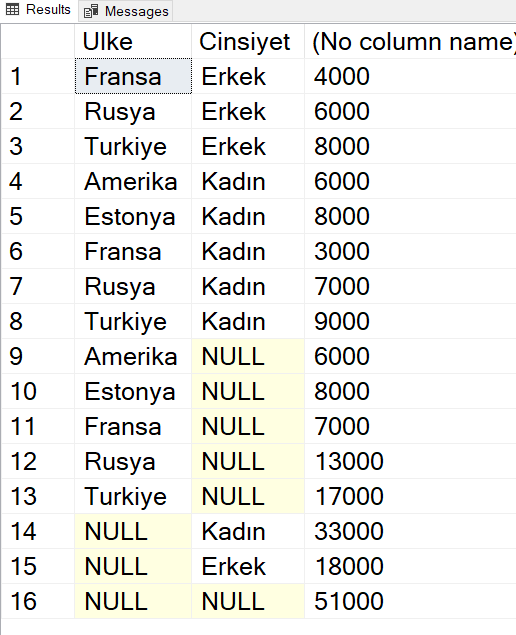 Results Messages
Ulke Cinsiyet (No column name)
1 Fransa Erkek 4000
2 Rusya Erkek 6000
3 Turkiye Erkek 8000
4 Amerika Kadın 6000
5 Estonya Kadın 8000
6 Fransa Kadın 3000
7 Rusya Kadın 7000
8 Turkiye Kadın 9000
9 Amerika NULL 6000
10 Estonya NULL 8000
11 Fransa NULL 7000
12 Rusya NULL 13000
13 Turkiye NULL 17000
14 NULL Kadın 33000
15 NULL Erkek 18000
16 NULL NULL 51000